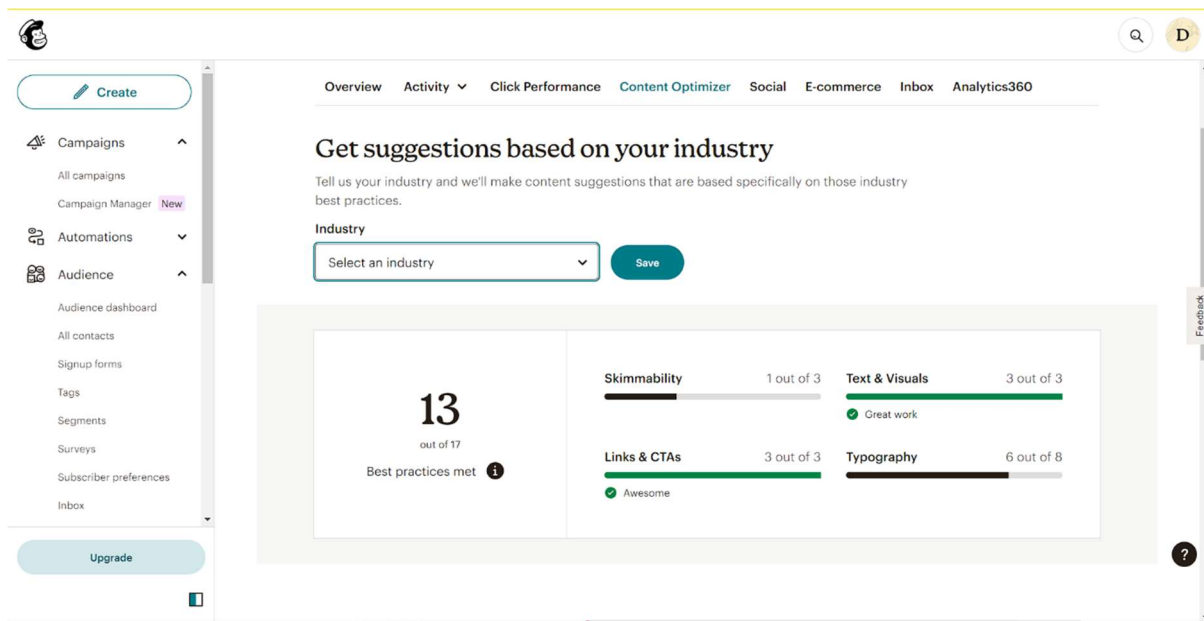 D
Create
Campaigns
All campaigns
Campaign Manager New
Automations
Audience
Audience dashboard
All contacts
Signup forms
Tags
Segments
Surveys
Subscriber preferences
Inbox
Upgrade
Overview Activity Click Performance Content Optimizer Social E-commerce Inbox Analytics360
Get suggestions based on your industry
Tell us your industry and we'll make content suggestions that are based specifically on those industry
best practices.
Industry
Select an industry
Save
13
out of 17
Best practices met
Skimmability 1 out of 3
Text & Visuals 3 out of 3
Great work
Links & CTAs 3 out of 3
Awesome
Typography 6 out of 8
Feedback
?